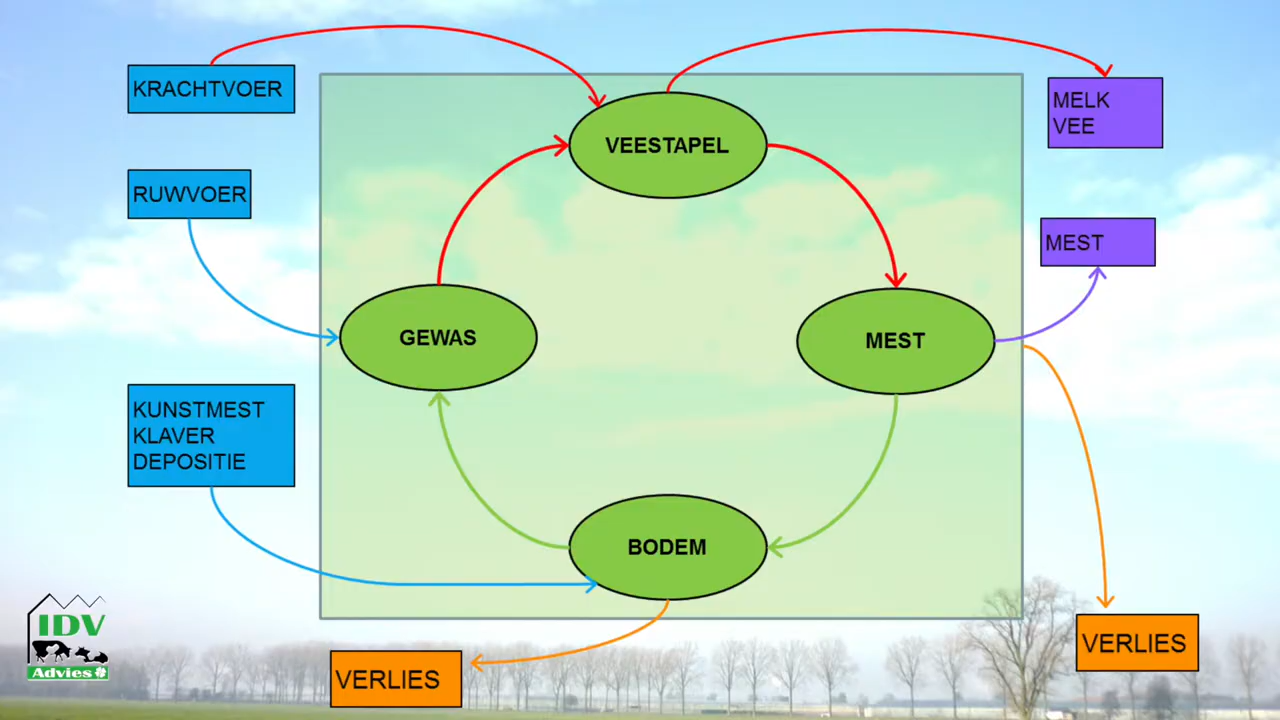 KRACHTVOER
VEESTAPEL
MELK
VEE
RUWVOER
MEST
GEWAS
MEST
KUNSTMEST
KLAVER
DEPOSITIE
BODEM
IDV
Advies
VERLIES
VERLIES